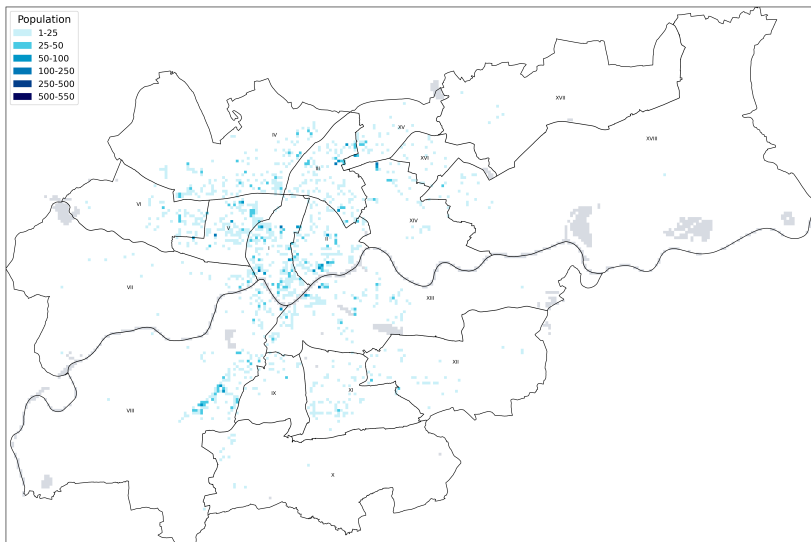 Population
1-25
25-50
50-100
100-250
250-500
500-550
XVII
XV
IV
XVIII
XVI
III
VI
XIV
V
II
I
VII
XIII
XII
XI
IX
VIII
X